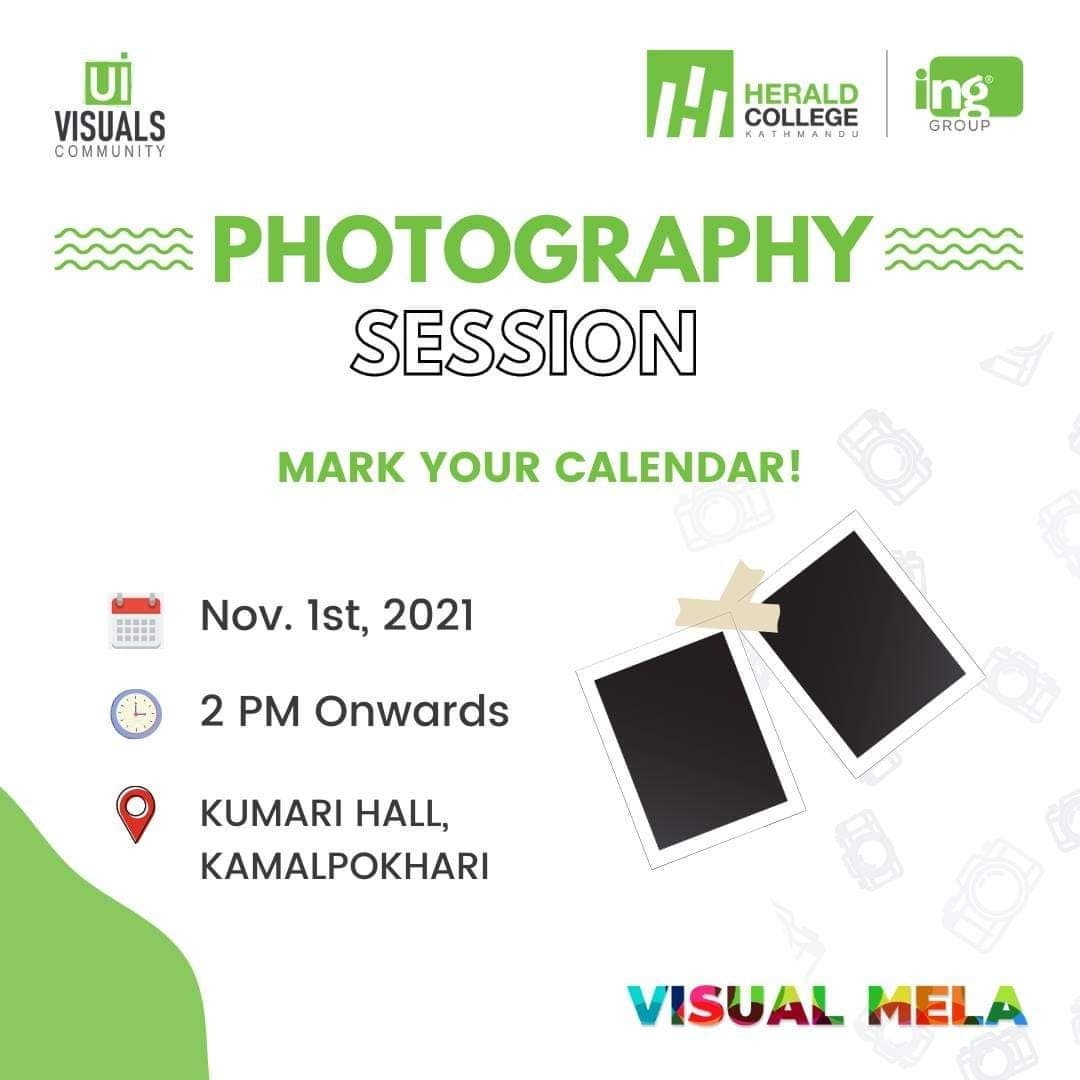 ui
VISUALS
COMMUNITY
HERALD
COLLEGE
KATHMANDU
ing®
GROUP
PHOTOGRAPHY
SESSION
MARK YOUR CALENDAR!
Nov. 1st, 2021
2 PM Onwards
KUMARI HALL,
KAMALPOKHARI
VISUAL MELA